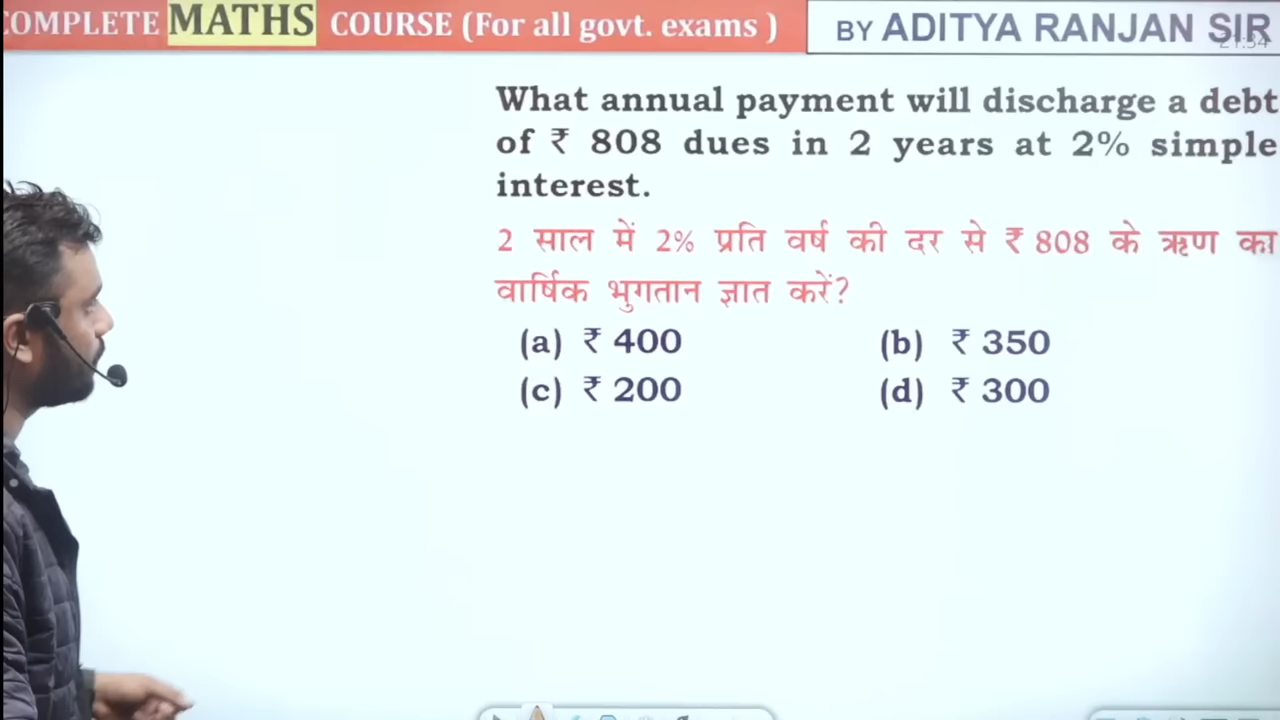 COMPLETE MATHS COURSE (For all govt. exams ) BY ADITYA RANJAN SIR
What annual payment will discharge a debt
of ₹ 808 dues in 2 years at 2% simple
interest.
2 साल में 2% प्रति वर्ष की दर से ₹ 808 के ऋण का
वार्षिक भुगतान ज्ञात करें?
(a) ₹ 400 (b) ₹ 350
(c) ₹ 200 (d) ₹ 300